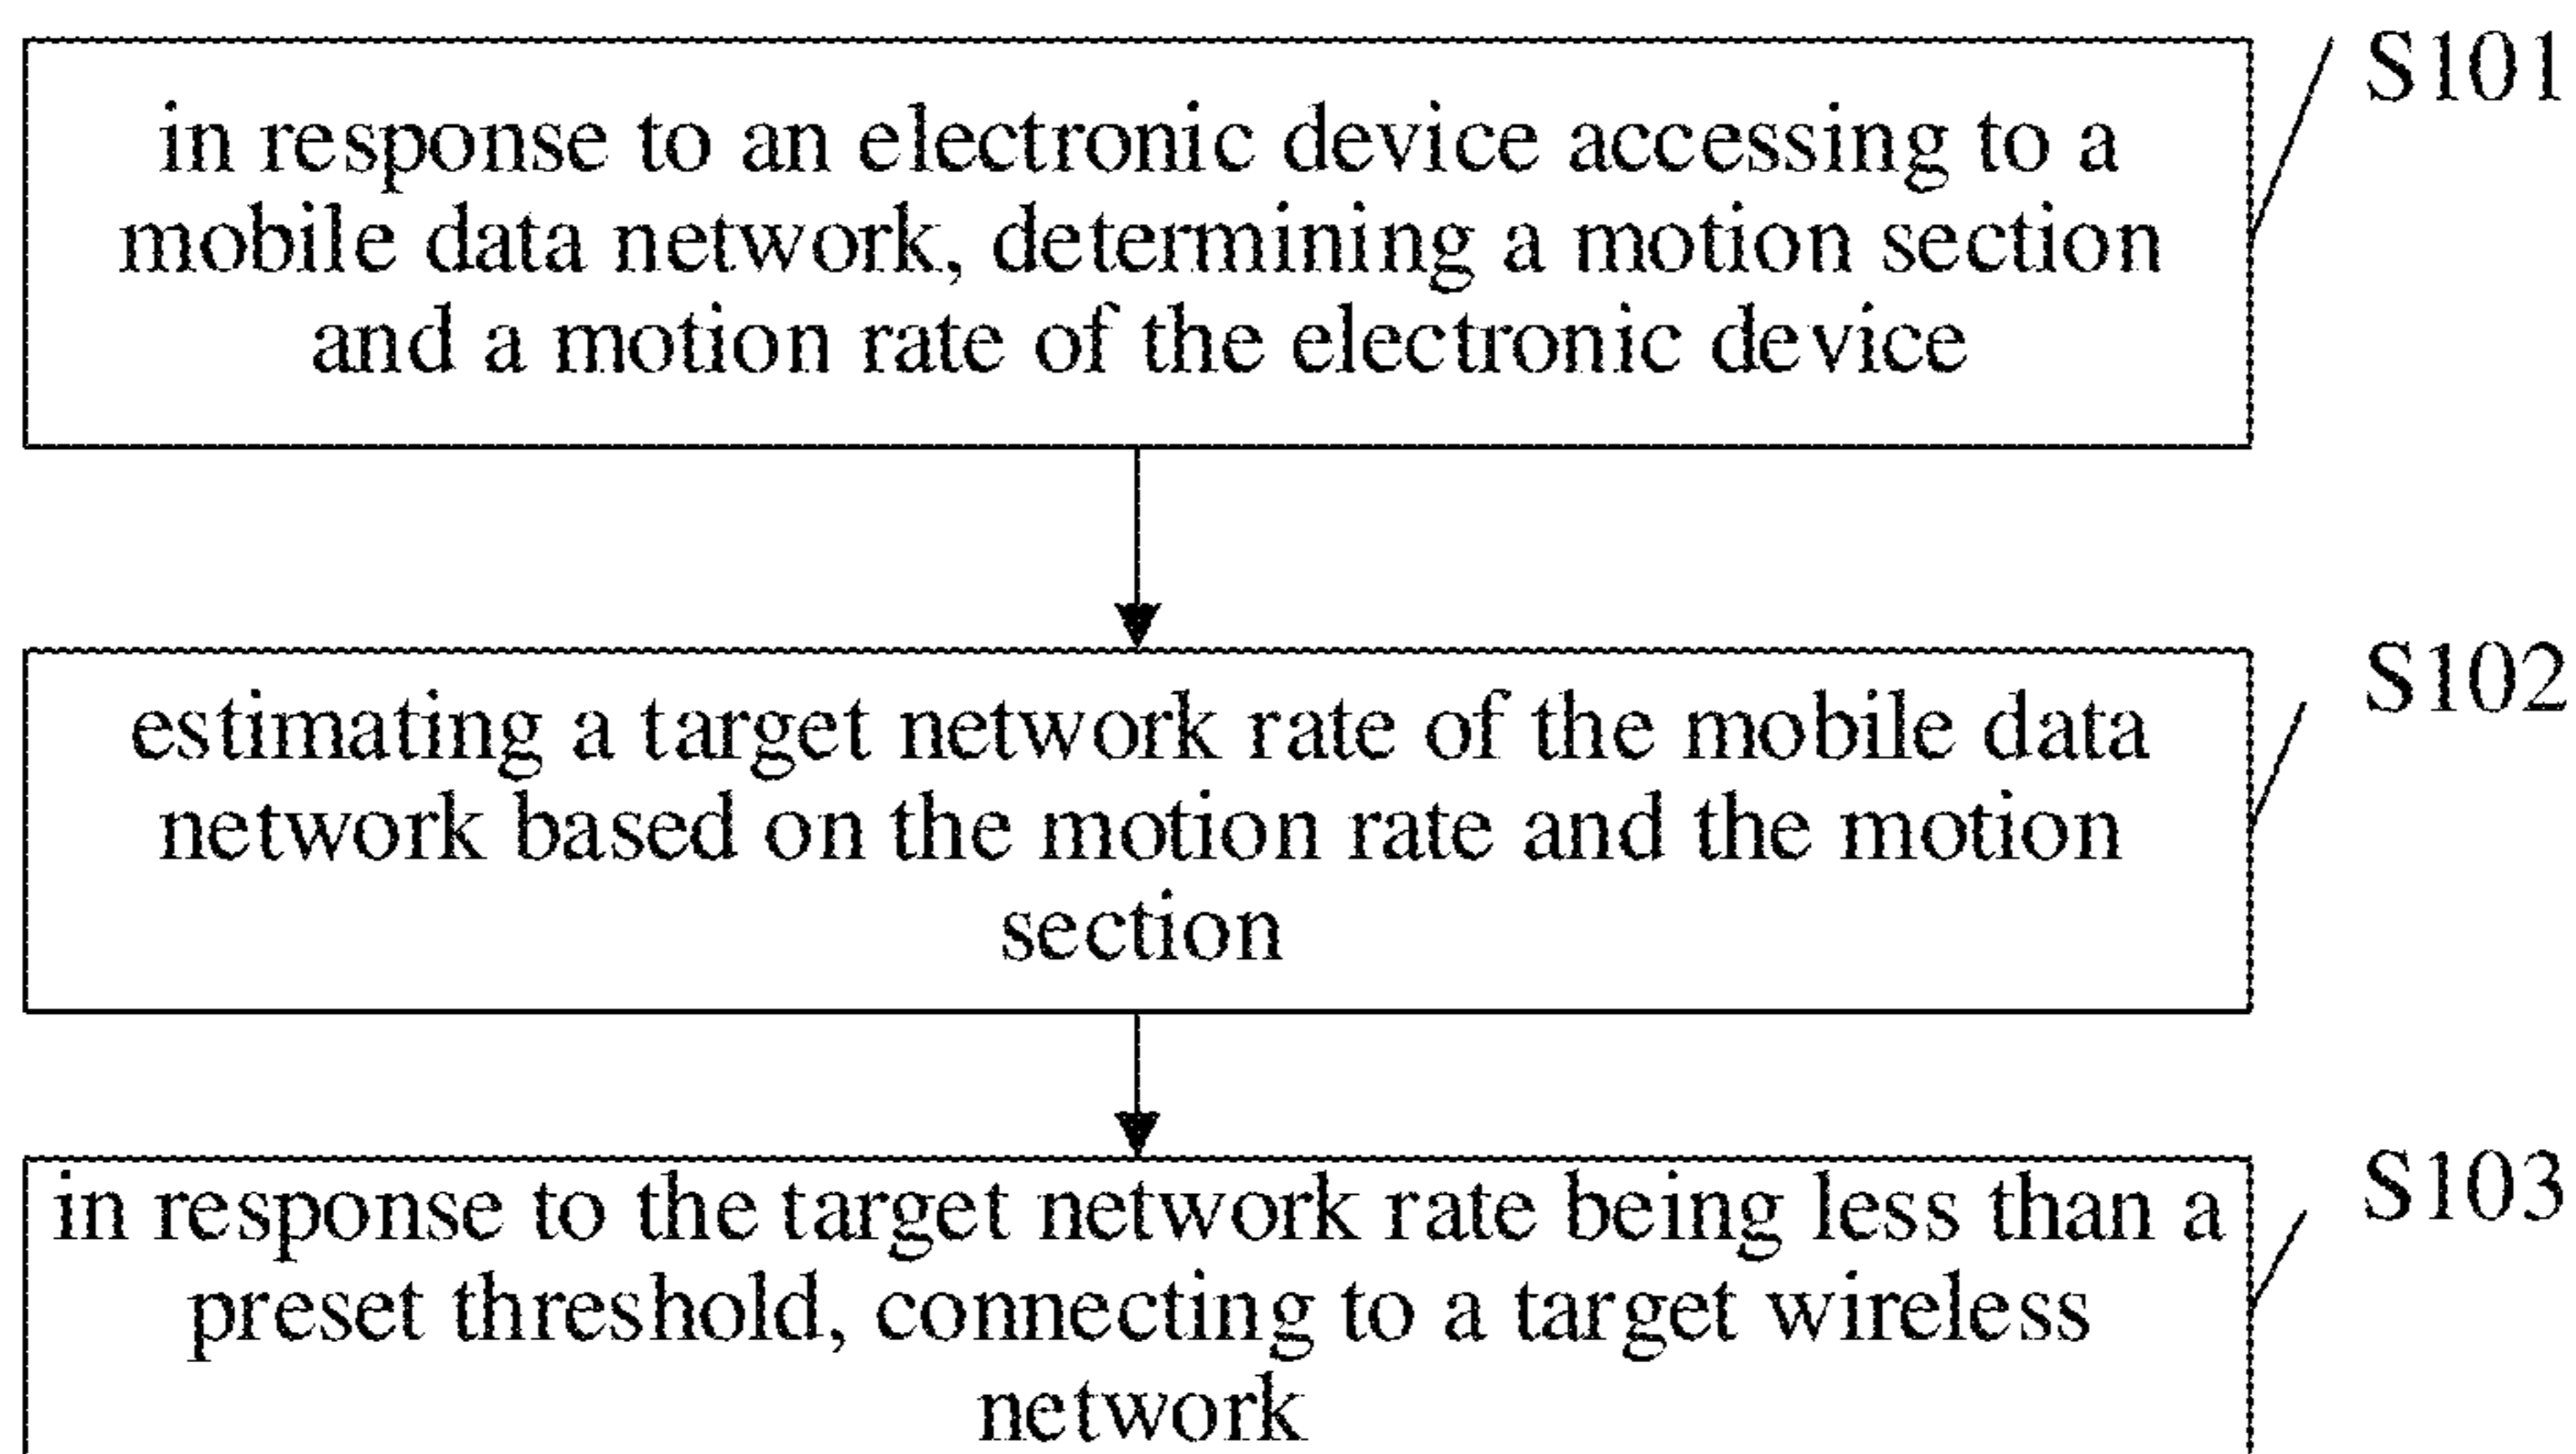 in response to an electronic device accessing to a
mobile data network, determining a motion section
and a motion rate of the electronic device
S101
estimating a target network rate of the mobile data
network based on the motion rate and the motion
section
S102
in response to the target network rate being less than a
preset threshold, connecting to a target wireless
network
S103